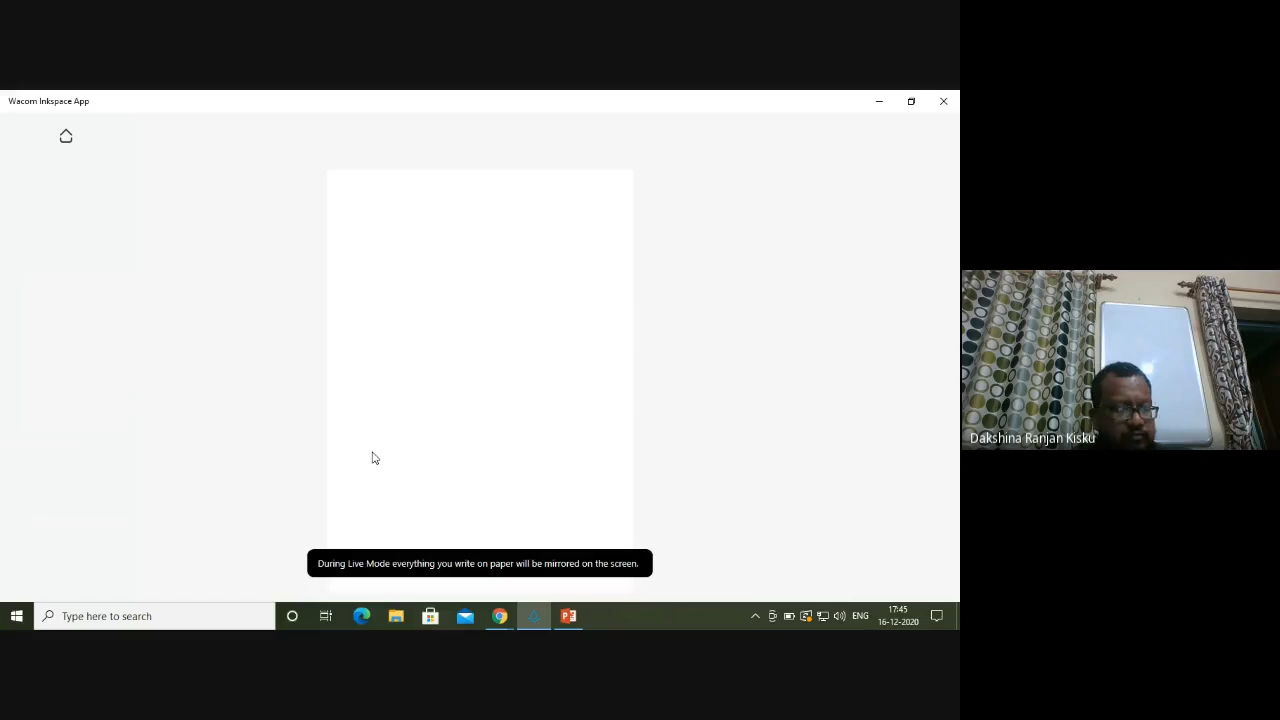 Wacom Inkspace App
Dakshina Ranjan Kisku
During Live Mode everything you write on paper will be mirrored on the screen.
Type here to search
ENG
17:45
16-12-2020